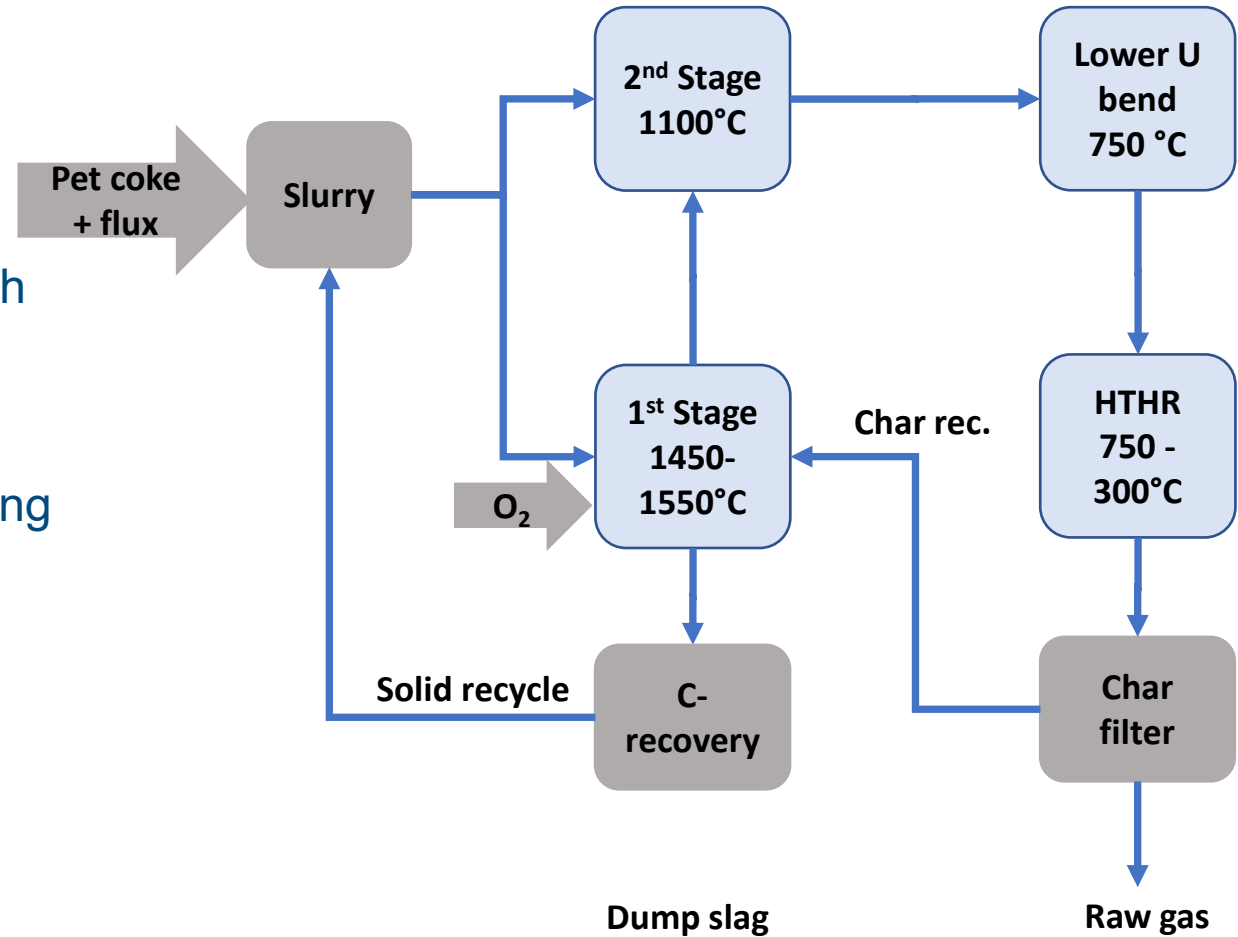 Pet coke
+ flux
Slurry
2nd Stage
1100°C
Lower U
bend
750 °C
h
1st Stage
1450-
1550°C
Char rec.
HTHR
750 -
300°C
ng
O2
Solid recycle
C-
recovery
Char
filter
Dump slag
Raw gas